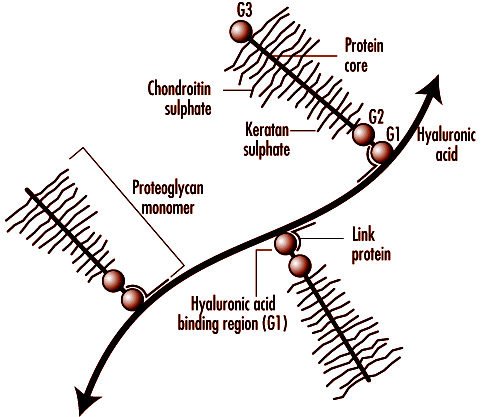 G3
Protein
core
Chondroitin
sulphate
G2
Keratan
sulphate
G1
Hyaluronic
acid
Proteoglycan
monomer
Link
protein
Hyaluronic acid
binding region (G1)